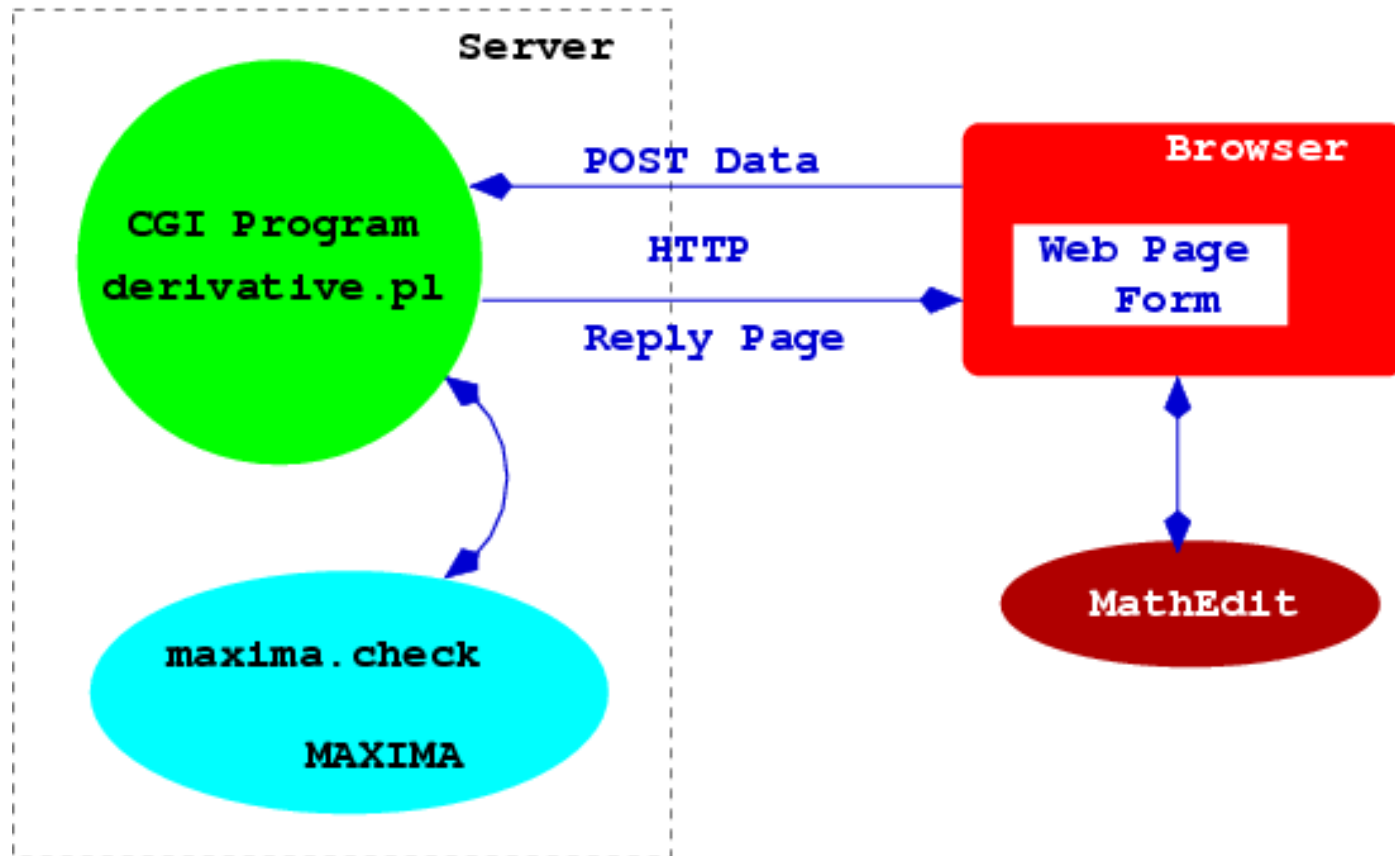 Server
CGI Program
derivative.pl
POST Data
HTTP
Reply Page
Browser
Web Page
Form
maxima.check
MAXIMA
MathEdit